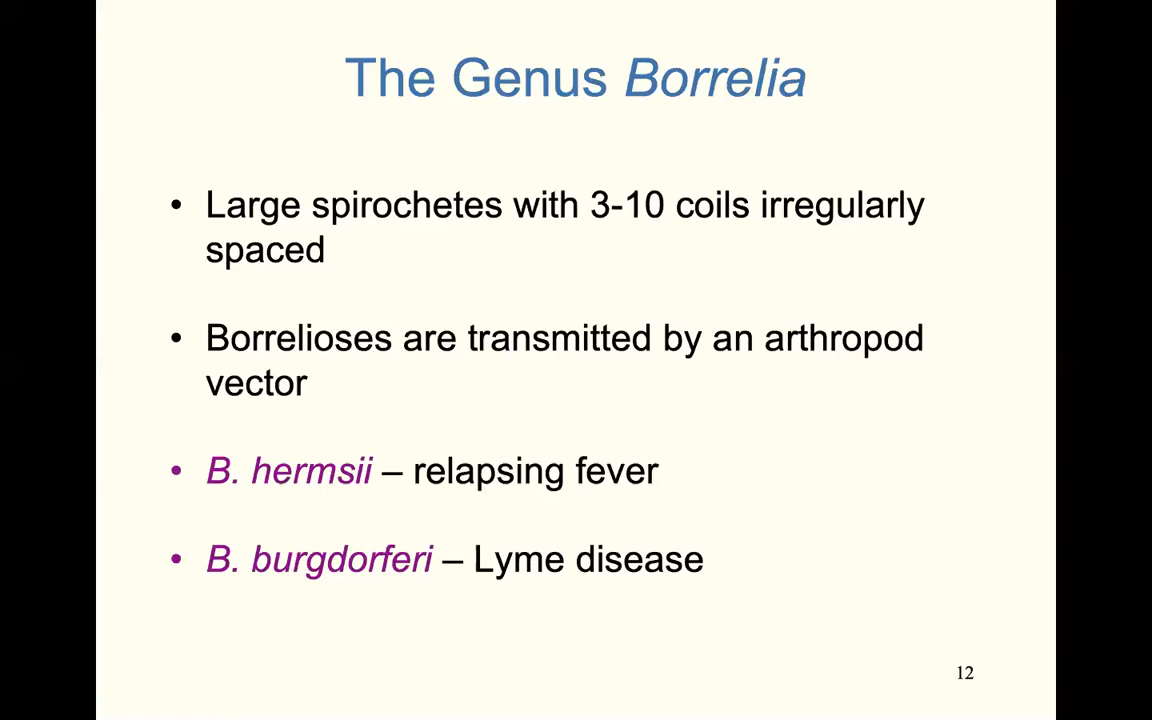 The Genus Borrelia
• Large spirochetes with 3-10 coils irregularly
spaced
• Borrelioses are transmitted by an arthropod
vector
• B. hermsii – relapsing fever
• B. burgdorferi – Lyme disease
12